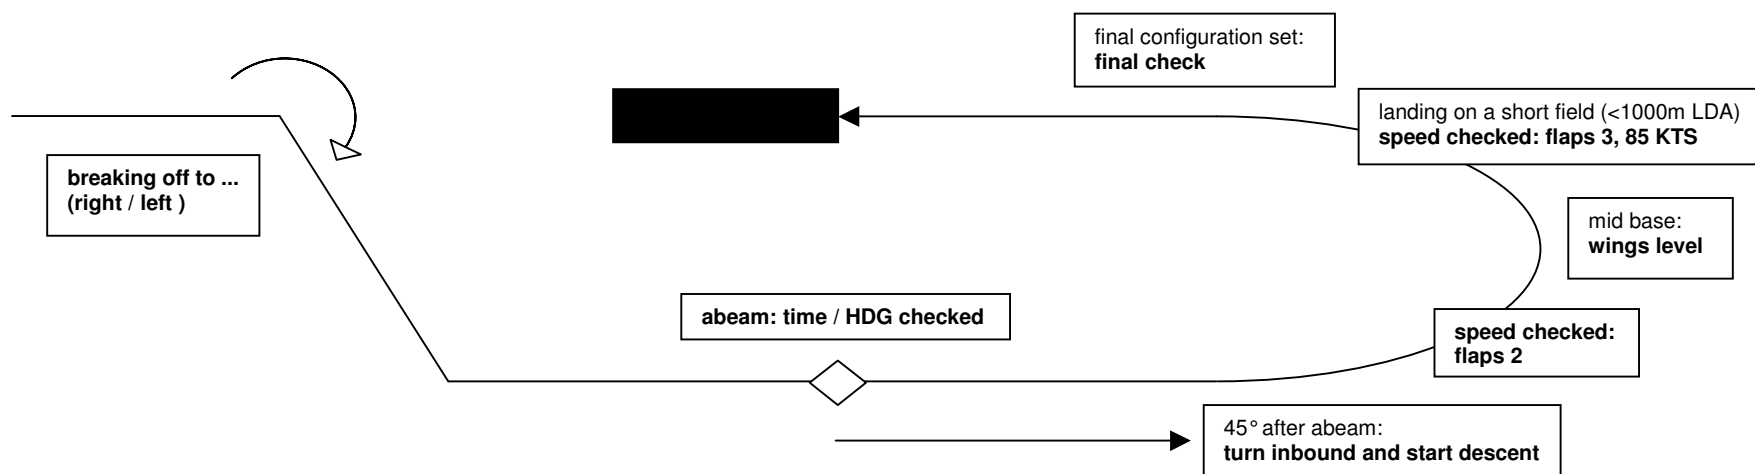 final configuration set:
final check
landing on a short field (<1000m LDA)
speed checked: flaps 3, 85 KTS
breaking off to ...
(right / left )
mid base:
wings level
abeam: time / HDG checked
speed checked:
flaps 2
45° after abeam:
turn inbound and start descent